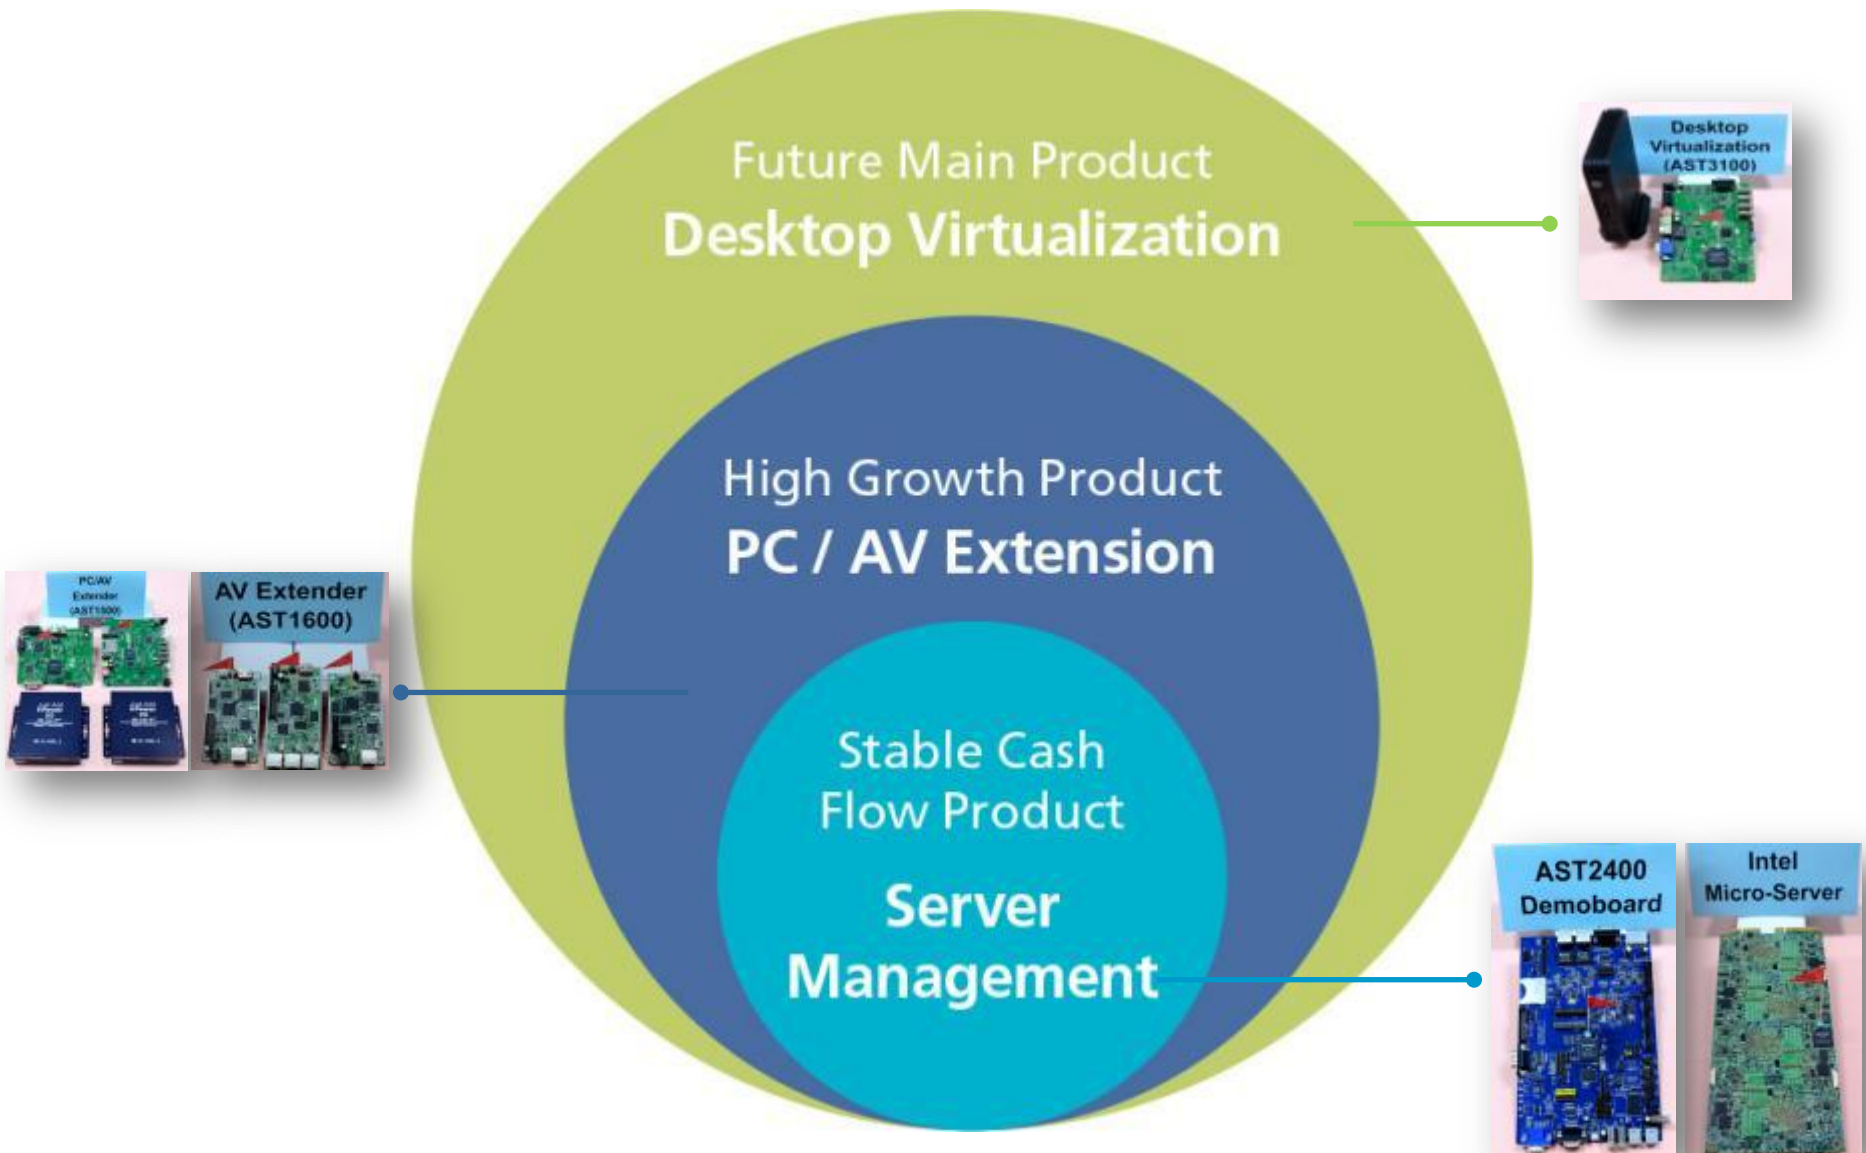 Future Main Product
Desktop Virtualization
Desktop
Virtualization
(AST3100)
High Growth Product
PC / AV Extension
PC/AV
Extender
(AST1500)
AV Extender
(AST1600)
Stable Cash
Flow Product
Server
Management
AST2400
Demoboard
Intel
Micro-Server